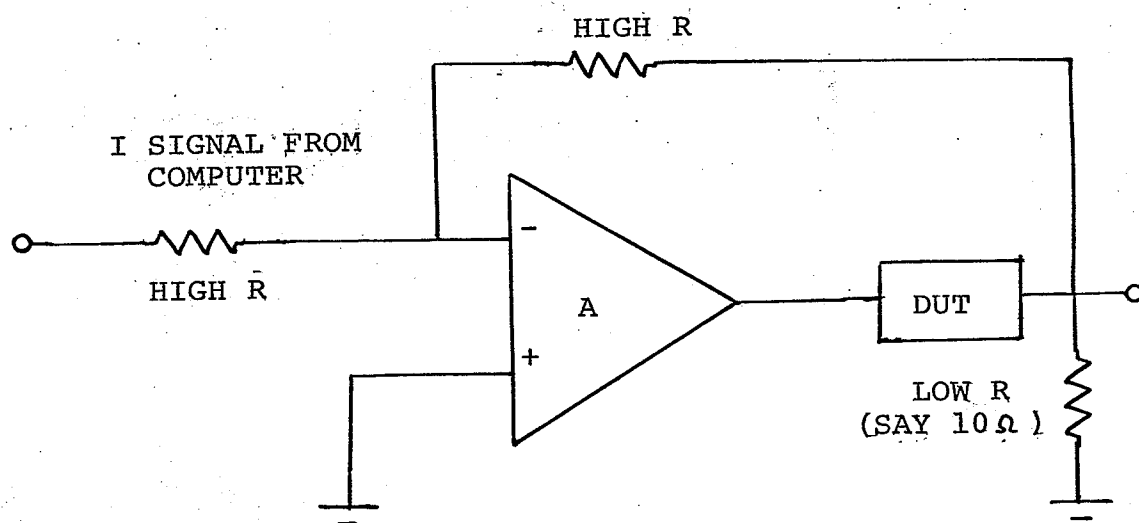 HIGH R
I SIGNAL FROM
COMPUTER
HIGH R
-
A
+
DUT
LOW R
(SAY 10Ω)